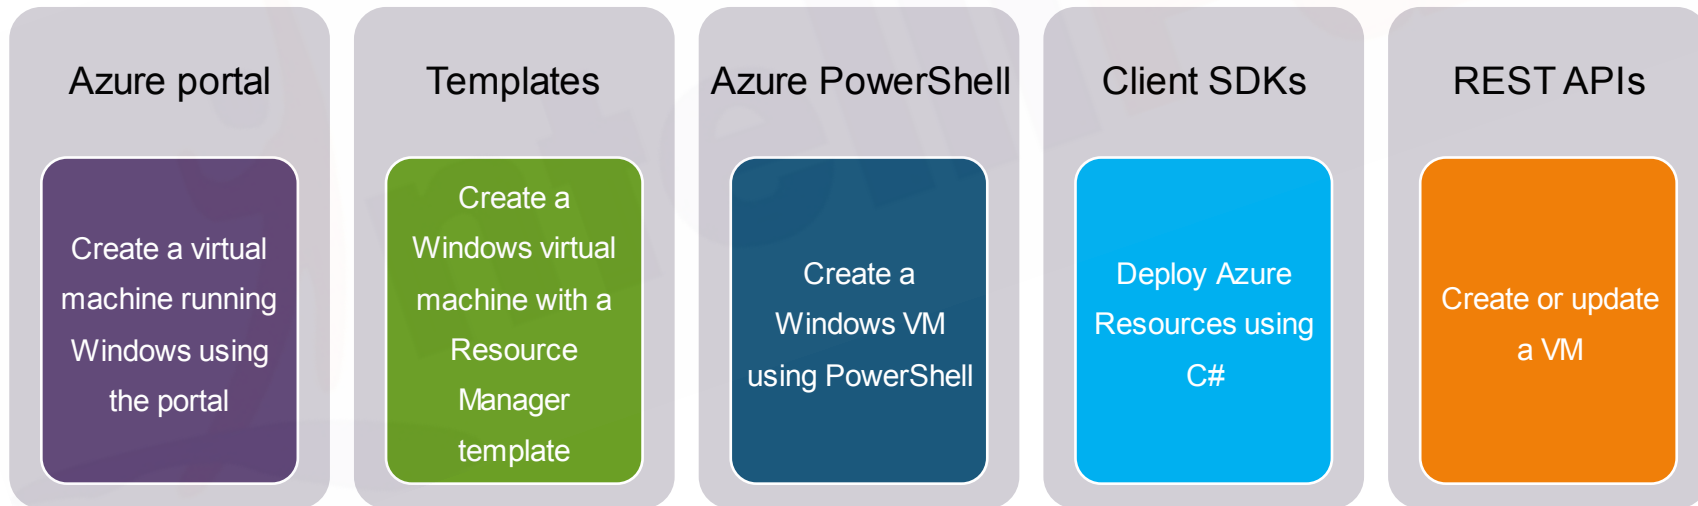 Azure portal
Create a virtual
machine running
Windows using
the portal
Templates
Create a
Windows virtual
machine with a
Resource
Manager
template
Azure PowerShell
Create a
Windows VM
using PowerShell
Client SDKs
Deploy Azure
Resources using
C#
REST APIs
Create or update
a VM